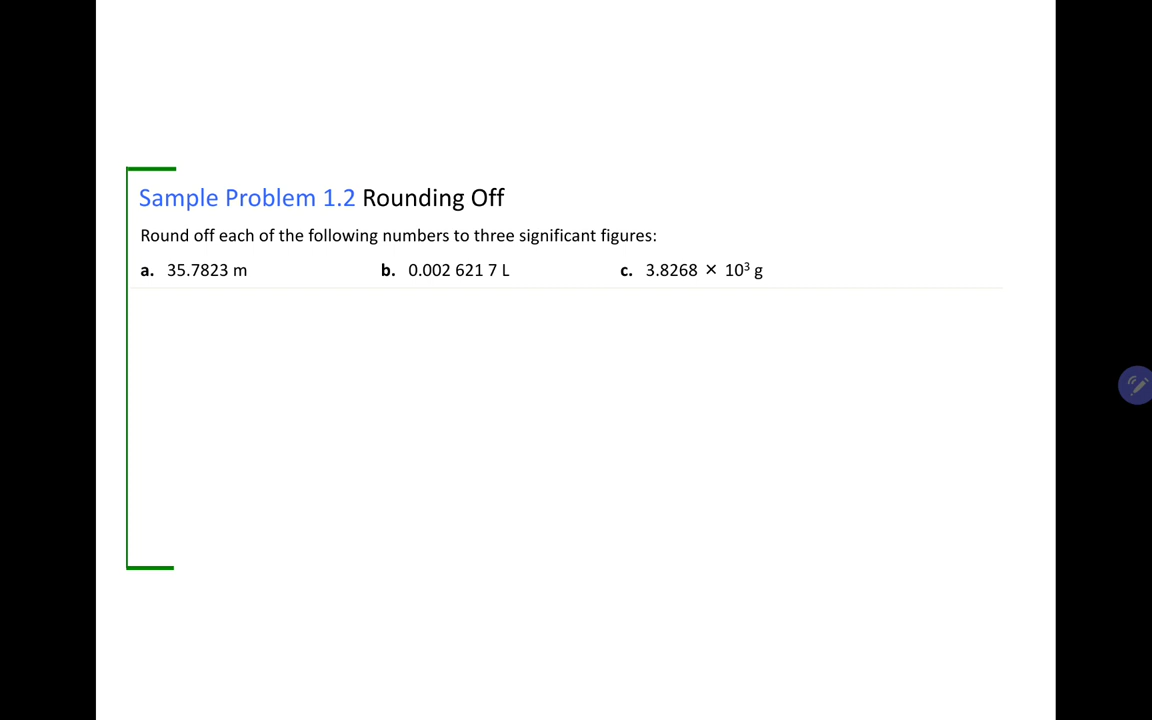 Sample Problem 1.2 Rounding Off
Round off each of the following numbers to three significant figures:
a. 35.7823 m b. 0.002 621 7 L c. 3.8268 × 10³ g